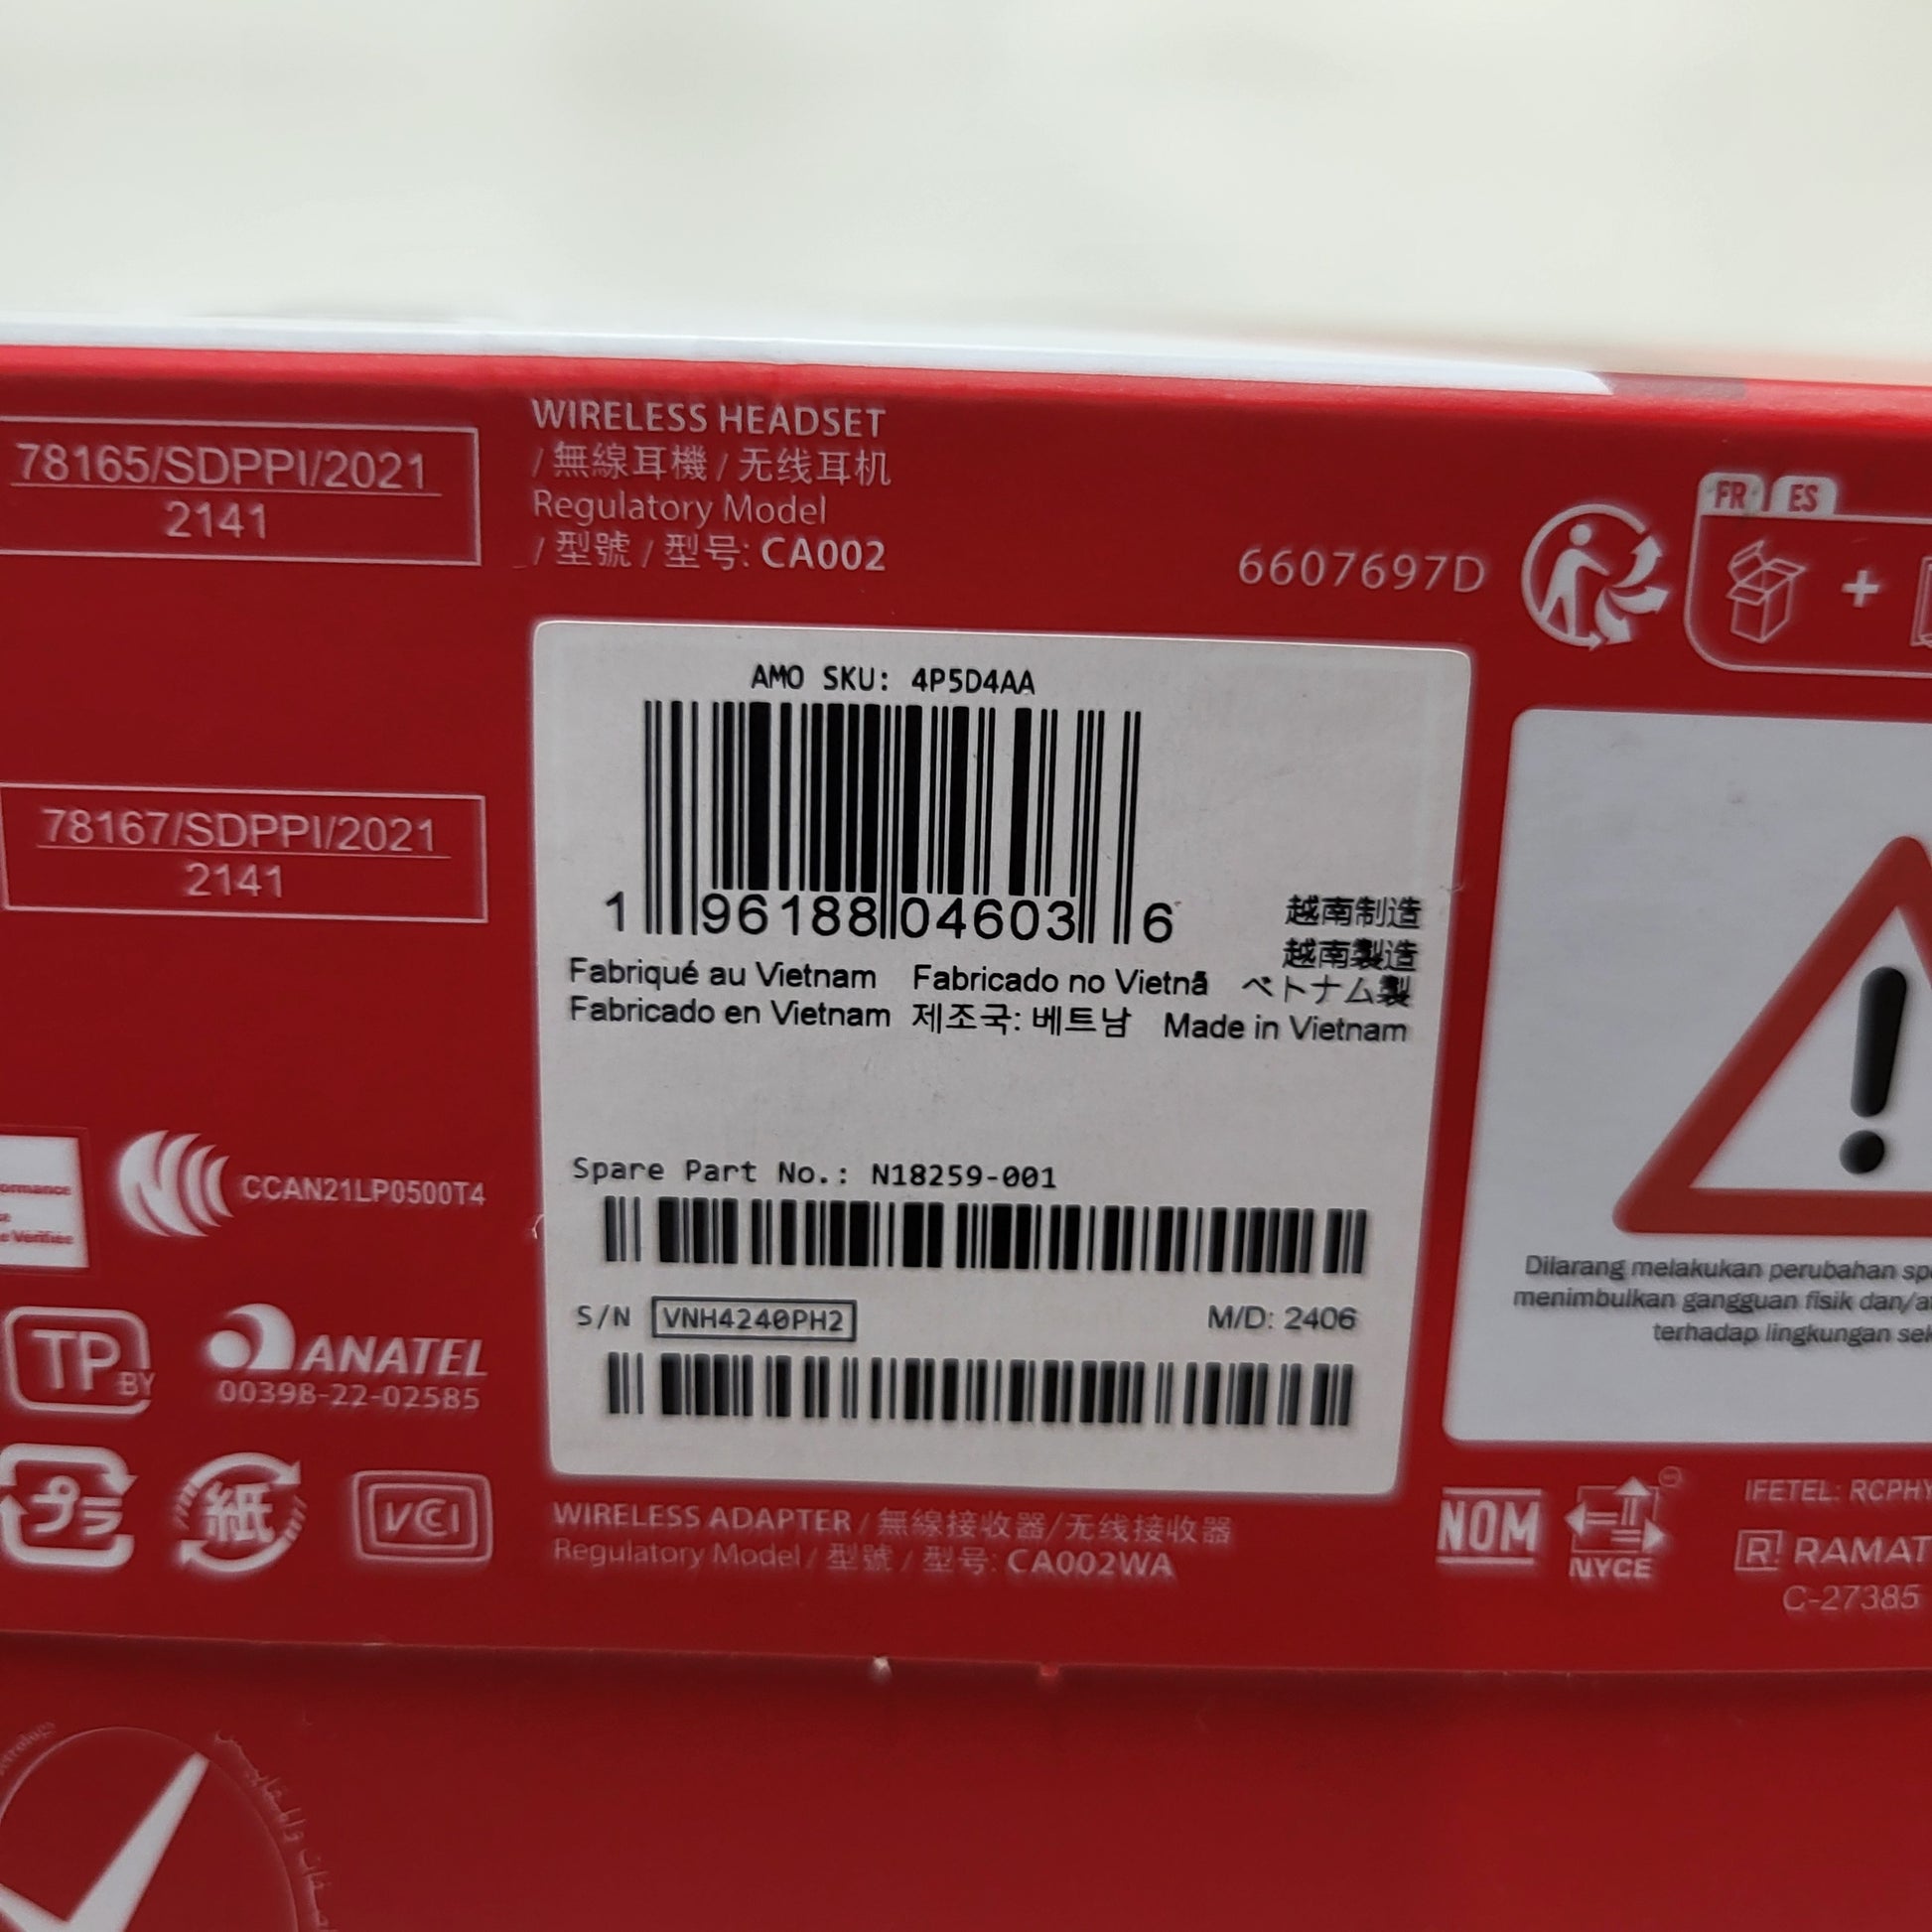 78165/SDPPI/2021
2141
WIRELESS HEADSET
/ 無線耳機 / 无线耳机
Regulatory Model
/ 型號 / 型号: CA002
6607697D
FR / ES
+
AMO SKU: 4P5D4AA
1 96188 04603 6
78167/SDPPI/2021
2141
越南制造
越南製造
Fabriqué au Vietnam Fabricado no Vietnã ベトナム製
Fabricado en Vietnam 제조국: 베트남 Made in Vietnam
Spare Part No.: N18259-001
CCAN21LP0500T4
S/N VNH4240PH2 M/D: 2406
Dilarang melakukan perubahan
menimbulkan gangguan fisik
terhadap lingkungan
TP BY
ANATEL
00398-22-02585
プラ
紙
VCCI
WIRELESS ADAPTER / 無線接收器/无线接收器
Regulatory Model / 型號 / 型号: CA002WA
NOM
NYCE
IFETEL:
R! RAMAT
C-27385